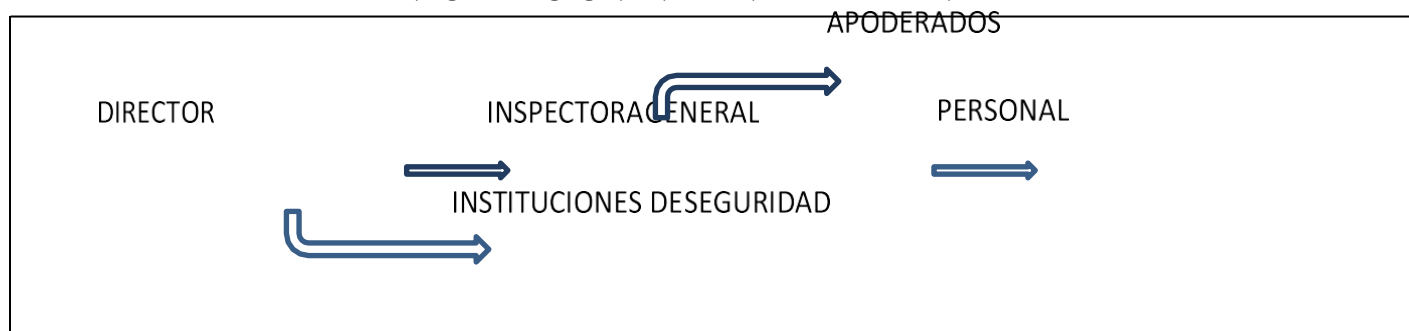 APODERADOS
DIRECTOR INSPECTORAGENERAL PERSONAL
INSTITUCIONES DESEGURIDAD